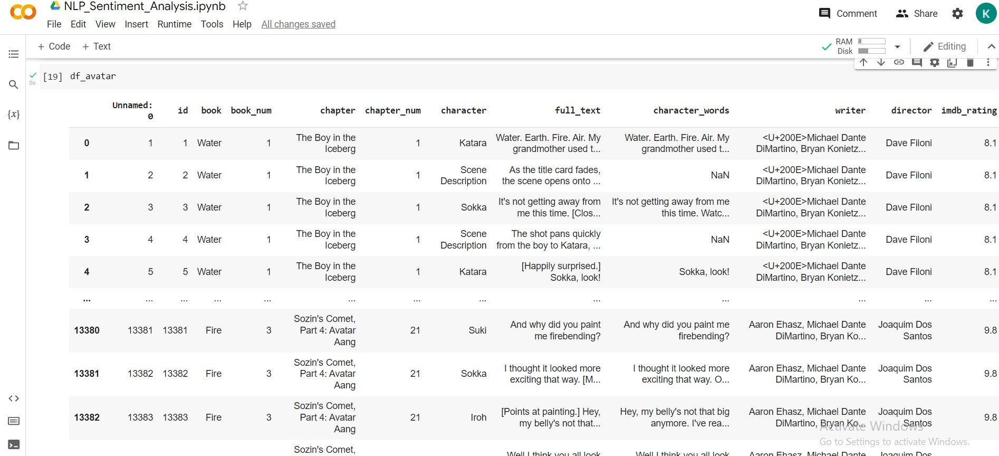 NLP_Sentiment_Analysis.ipynb
File Edit View Insert Runtime Tools Help All changes saved
Comment Share K
+ Code + Text
RAM
Disk
Editing
[19] df_avatar
0s
{x}
Unnamed: 0 id book book_num chapter chapter_num character full_text character_words writer director imdb_rating
0 1 1 Water 1 The Boy in the Iceberg 1 Katara Water. Earth. Fire. Air. My grandmother used t... Water. Earth. Fire. Air. My grandmother used t... <U+200E>Michael Dante DiMartino, Bryan Konietz... Dave Filoni 8.1
1 2 2 Water 1 The Boy in the Iceberg 1 Scene Description As the title card fades, the scene opens onto ... NaN <U+200E>Michael Dante DiMartino, Bryan Konietz... Dave Filoni 8.1
2 3 3 Water 1 The Boy in the Iceberg 1 Sokka It's not getting away from me this time. [Clos... It's not getting away from me this time. Watc... <U+200E>Michael Dante DiMartino, Bryan Konietz... Dave Filoni 8.1
3 4 4 Water 1 The Boy in the Iceberg 1 Scene Description The shot pans quickly from the boy to Katara, ... NaN <U+200E>Michael Dante DiMartino, Bryan Konietz... Dave Filoni 8.1
4 5 5 Water 1 The Boy in the Iceberg 1 Katara [Happily surprised.] Sokka, look! Sokka, look! <U+200E>Michael Dante DiMartino, Bryan Konietz... Dave Filoni 8.1
... ... ... ... ... ... ... ... ... ... ... ... ...
13380 13381 13381 Fire 3 Sozin's Comet, Part 4: Avatar Aang 21 Suki And why did you paint me firebending? And why did you paint me firebending? Aaron Ehasz, Michael Dante DiMartino, Bryan Ko... Joaquim Dos Santos 9.8
13381 13382 13382 Fire 3 Sozin's Comet, Part 4: Avatar Aang 21 Sokka I thought it looked more exciting that way. [M... I thought it looked more exciting that way. O... Aaron Ehasz, Michael Dante DiMartino, Bryan Ko... Joaquim Dos Santos 9.8
13382 13383 13383 Fire 3 Sozin's Comet, Part 4: Avatar Aang 21 Iroh [Points at painting.] Hey, my belly's not that... Hey, my belly's not that big anymore. I've rea... Aaron Ehasz, Michael Dante DiMartino, Bryan Ko... Joaquim Dos Santos 9.8
Sozin's Comet, Well I think you all look Well I think you all look Aaron Ehasz, Michael Dante Joaquim Dos
Activate Windows
Go to Settings to activate Windows.